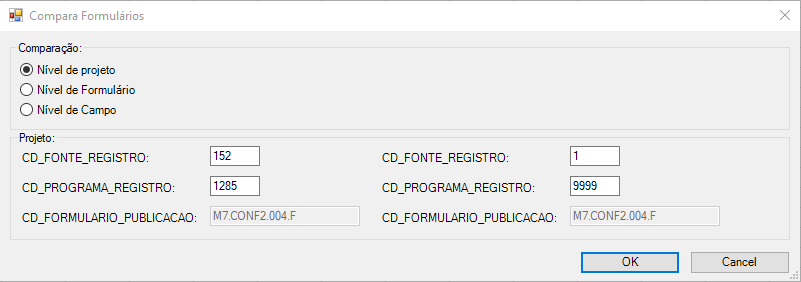 Compara Formulários
Comparação:
Nível de projeto
Nível de Formulário
Nível de Campo
Projeto:
CD_FONTE_REGISTRO: 152 CD_FONTE_REGISTRO: 1
CD_PROGRAMA_REGISTRO: 1285 CD_PROGRAMA_REGISTRO: 9999
CD_FORMULARIO_PUBLICACAO: M7.CONF2.004.F CD_FORMULARIO_PUBLICACAO: M7.CONF2.004.F
OK Cancel